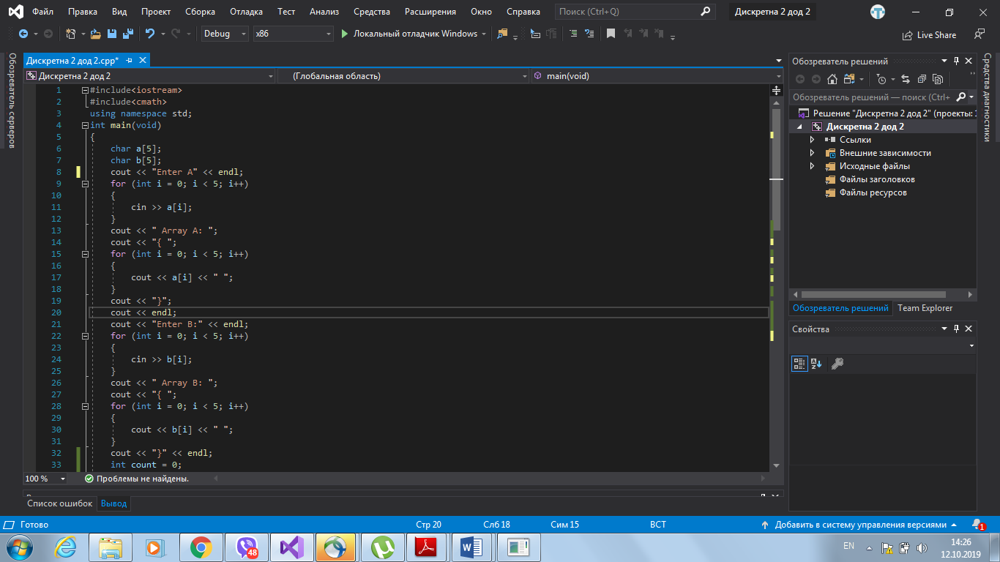 Файл Правка Вид Проект Сборка Отладка Тест Анализ Средства Расширения Окно Справка Поиск (Ctrl+Q) Дискретна 2 дод 2
Debug x86 Локальный отладчик Windows Live Share
Обозреватель серверов
Дискретна 2 дод 2.cpp*
Дискретна 2 дод 2 (Глобальная область) main(void)
1 #include<iostream>
2 #include<cmath>
3 using namespace std;
4 int main(void)
5 {
6 char a[5];
7 char b[5];
8 cout << "Enter A" << endl;
9 for (int i = 0; i < 5; i++)
10 {
11 cin >> a[i];
12 }
13 cout << " Array A: ";
14 cout << "{ ";
15 for (int i = 0; i < 5; i++)
16 {
17 cout << a[i] << " ";
18 }
19 cout << "}";
20 cout << endl;
21 cout << "Enter B:" << endl;
22 for (int i = 0; i < 5; i++)
23 {
24 cin >> b[i];
25 }
26 cout << " Array B: ";
27 cout << "{ ";
28 for (int i = 0; i < 5; i++)
29 {
30 cout << b[i] << " ";
31 }
32 cout << "}" << endl;
33 int count = 0;
100 % Проблемы не найдены.
Список ошибок Вывод
Обозреватель решений
Обозреватель решений — поиск (Ctrl+
Решение "Дискретна 2 дод 2" (проекты: 1
Дискретна 2 дод 2
Ссылки
Внешние зависимости
Исходные файлы
Файлы заголовков
Файлы ресурсов
Обозреватель решений Team Explorer
Свойства
Средства диагностики
Готово Стр 20 Слб 18 Сим 15 ВСТ Добавить в систему управления версиями 1
48 EN 14:26
12.10.2019